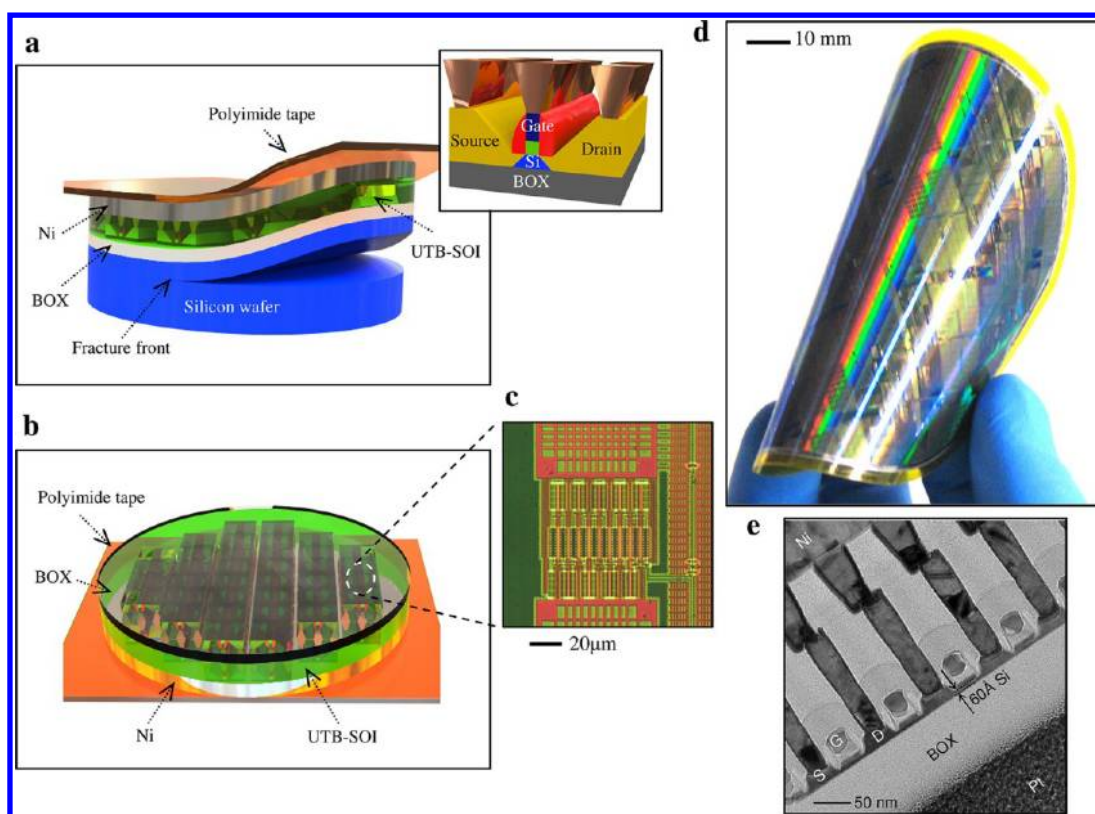 a
Polyimide tape
Source
Gate
Drain
Si
BOX
Ni
UTB-SOI
BOX
Silicon wafer
Fracture front
b
Polyimide tape
BOX
Ni
UTB-SOI
c
20μm
d
10 mm
e
Ni
60Å Si
G
D
S
BOX
Pt
50 nm